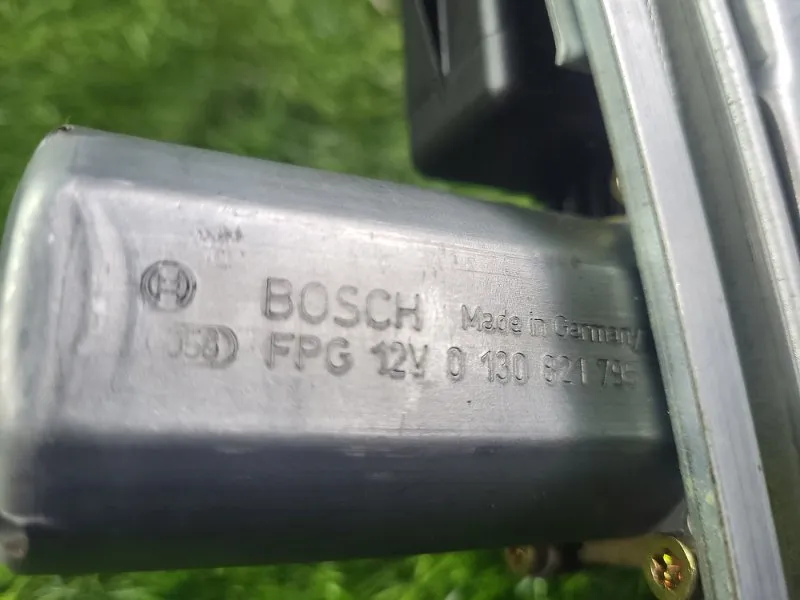 BOSCH Made in Germany
FPG 12V 0 130 821 795